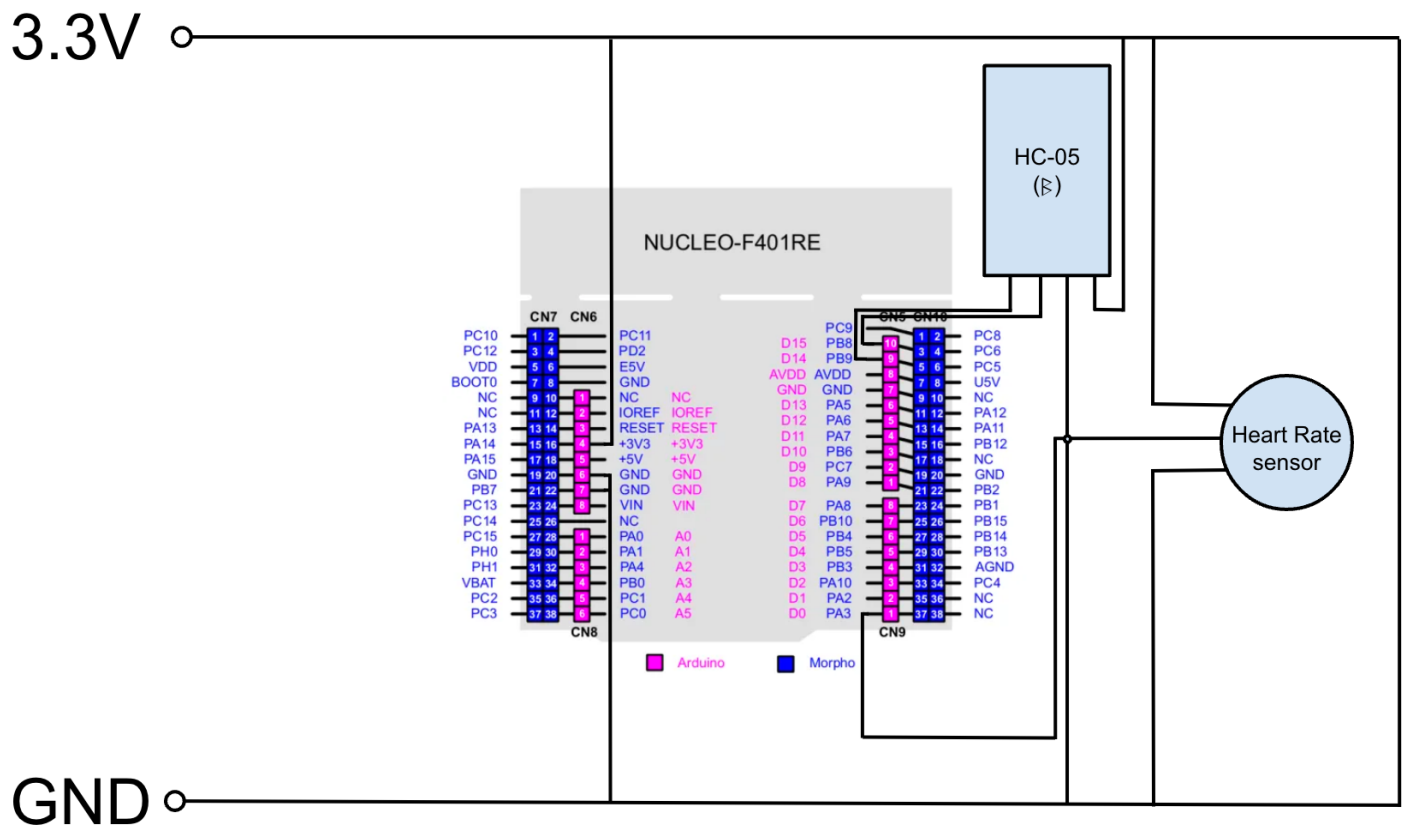 3.3V
HC-05
(ᛒ)
NUCLEO-F401RE
CN7 CN6 CN5 CN10
PC10 1 2 PC11 PC9 1 2 PC8
PC12 3 4 PD2 D15 PB8 10 3 4 PC6
VDD 5 6 E5V D14 PB9 9 5 6 PC5
BOOT0 7 8 GND AVDD AVDD 8 7 8 U5V
NC 9 10 1 NC NC GND GND 7 9 10 NC
NC 11 12 2 IOREF IOREF D13 PA5 6 11 12 PA12
PA13 13 14 3 RESET RESET D12 PA6 5 13 14 PA11
PA14 15 16 4 +3V3 +3V3 D11 PA7 4 15 16 PB12
PA15 17 18 5 +5V +5V D10 PB6 3 17 18 NC
GND 19 20 6 GND GND D9 PC7 2 19 20 GND
PB7 21 22 7 GND GND D8 PA9 1 21 22 PB2
PC13 23 24 8 VIN VIN D7 PA8 8 23 24 PB1
PC14 25 26 NC D6 PB10 7 25 26 PB15
PC15 27 28 1 PA0 A0 D5 PB4 6 27 28 PB14
PH0 29 30 2 PA1 A1 D4 PB5 5 29 30 PB13
PH1 31 32 3 PA4 A2 D3 PB3 4 31 32 AGND
VBAT 33 34 4 PB0 A3 D2 PA10 3 33 34 PC4
PC2 35 36 5 PC1 A4 D1 PA2 2 35 36 NC
PC3 37 38 6 PC0 A5 D0 PA3 1 37 38 NC
CN8 CN9
Arduino Morpho
Heart Rate
sensor
GND